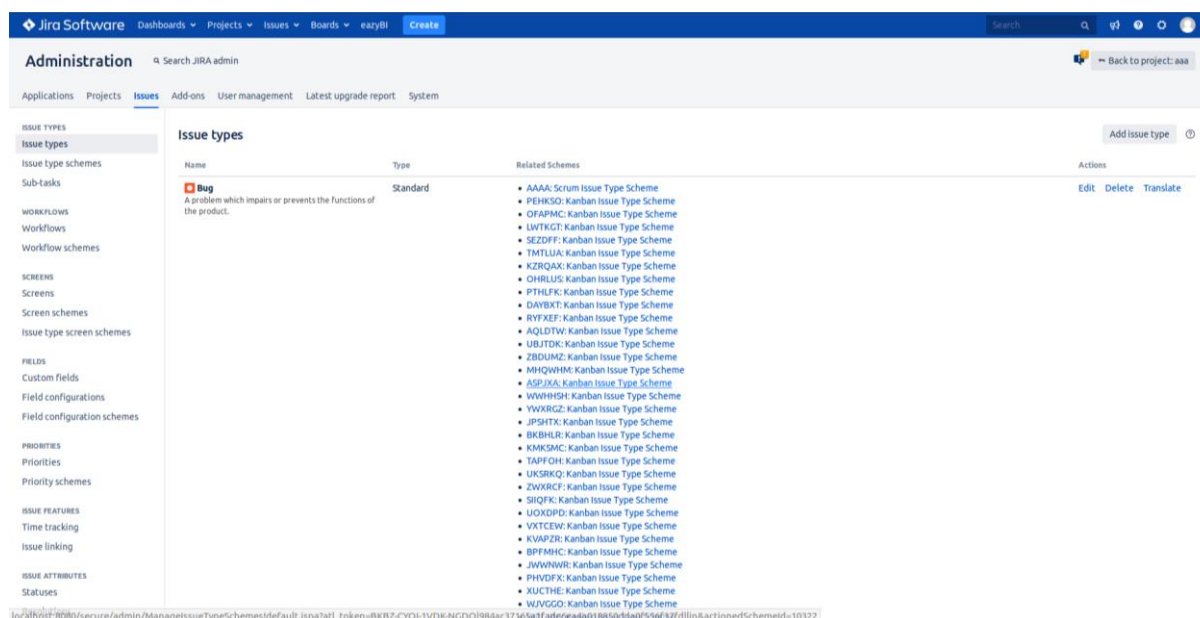 Jira Software Dashboards Projects Issues Boards eazyBI Create Search
Administration Search JIRA admin Back to project: aaa
Applications Projects Issues Add-ons User management Latest upgrade report System
ISSUE TYPES
Issue types
Issue type schemes
Sub-tasks
WORKFLOWS
Workflows
Workflow schemes
SCREENS
Screens
Screen schemes
Issue type screen schemes
FIELDS
Custom fields
Field configurations
Field configuration schemes
PRIORITIES
Priorities
Priority schemes
ISSUE FEATURES
Time tracking
Issue linking
ISSUE ATTRIBUTES
Statuses
Issue types Add issue type
Name Type Related Schemes Actions
Bug Standard Edit Delete Translate
A problem which impairs or prevents the functions of
the product.
AAAA: Scrum Issue Type Scheme
PEHKSO: Kanban Issue Type Scheme
OFAPMC: Kanban Issue Type Scheme
LWTKGT: Kanban Issue Type Scheme
SEZDFF: Kanban Issue Type Scheme
TMTLUA: Kanban Issue Type Scheme
KZRQAX: Kanban Issue Type Scheme
OHRLUS: Kanban Issue Type Scheme
PTHLFK: Kanban Issue Type Scheme
DAYBXT: Kanban Issue Type Scheme
RYFXEF: Kanban Issue Type Scheme
AQLDTW: Kanban Issue Type Scheme
UBJTDK: Kanban Issue Type Scheme
ZBDUMZ: Kanban Issue Type Scheme
MHQWHM: Kanban Issue Type Scheme
ASPJXA: Kanban Issue Type Scheme
WWHHSH: Kanban Issue Type Scheme
YWXRGZ: Kanban Issue Type Scheme
JPSHTX: Kanban Issue Type Scheme
BKBHLR: Kanban Issue Type Scheme
KMKSMC: Kanban Issue Type Scheme
TAPFOH: Kanban Issue Type Scheme
UKSRKQ: Kanban Issue Type Scheme
ZWXRCF: Kanban Issue Type Scheme
SIIQFK: Kanban Issue Type Scheme
UOXDPD: Kanban Issue Type Scheme
VXTCEW: Kanban Issue Type Scheme
KVAPZR: Kanban Issue Type Scheme
BPFMHC: Kanban Issue Type Scheme
JWWNWR: Kanban Issue Type Scheme
PHVDFX: Kanban Issue Type Scheme
XUCTHE: Kanban Issue Type Scheme
WJVGGO: Kanban Issue Type Scheme